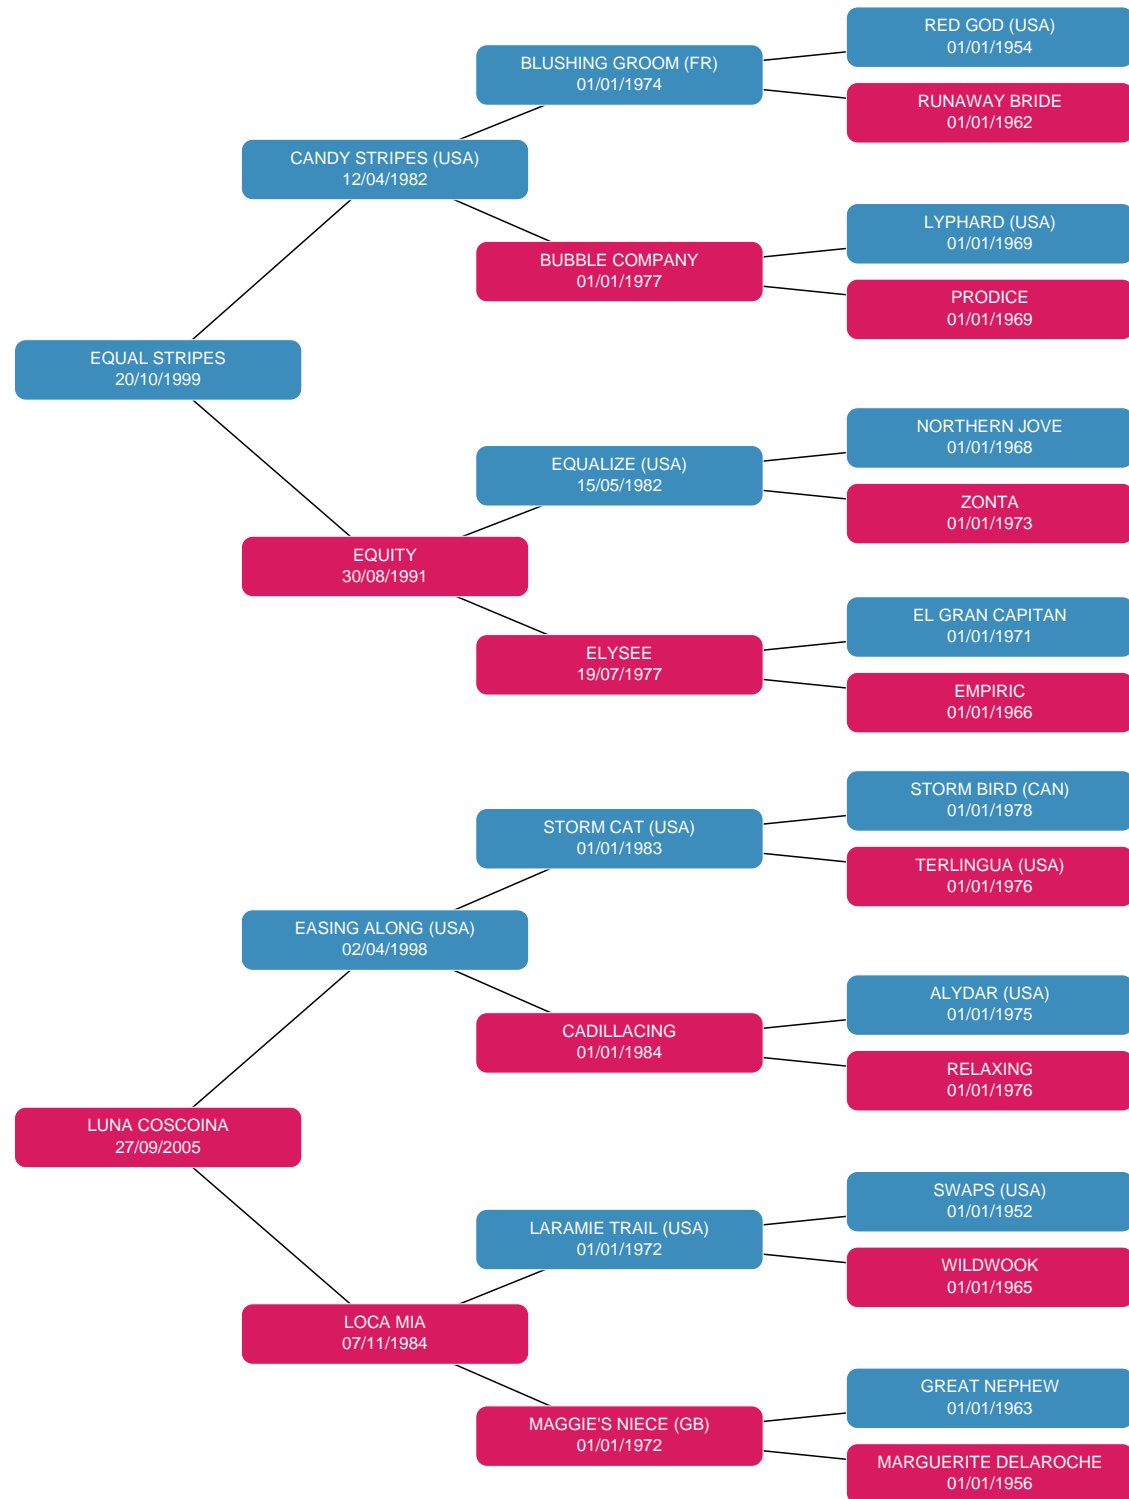 RED GOD (USA)
01/01/1954
BLUSHING GROOM (FR)
01/01/1974
RUNAWAY BRIDE
01/01/1962
CANDY STRIPES (USA)
12/04/1982
LYPHARD (USA)
01/01/1969
BUBBLE COMPANY
01/01/1977
PRODICE
01/01/1969
EQUAL STRIPES
20/10/1999
NORTHERN JOVE
01/01/1968
EQUALIZE (USA)
15/05/1982
ZONTA
01/01/1973
EQUITY
30/08/1991
EL GRAN CAPITAN
01/01/1971
ELYSEE
19/07/1977
EMPIRIC
01/01/1966
STORM BIRD (CAN)
01/01/1978
STORM CAT (USA)
01/01/1983
TERLINGUA (USA)
01/01/1976
EASING ALONG (USA)
02/04/1998
ALYDAR (USA)
01/01/1975
CADILLACING
01/01/1984
RELAXING
01/01/1976
LUNA COSCOINA
27/09/2005
SWAPS (USA)
01/01/1952
LARAMIE TRAIL (USA)
01/01/1972
WILDWOOK
01/01/1965
LOCA MIA
07/11/1984
GREAT NEPHEW
01/01/1963
MAGGIE'S NIECE (GB)
01/01/1972
MARGUERITE DELAROCHE
01/01/1956